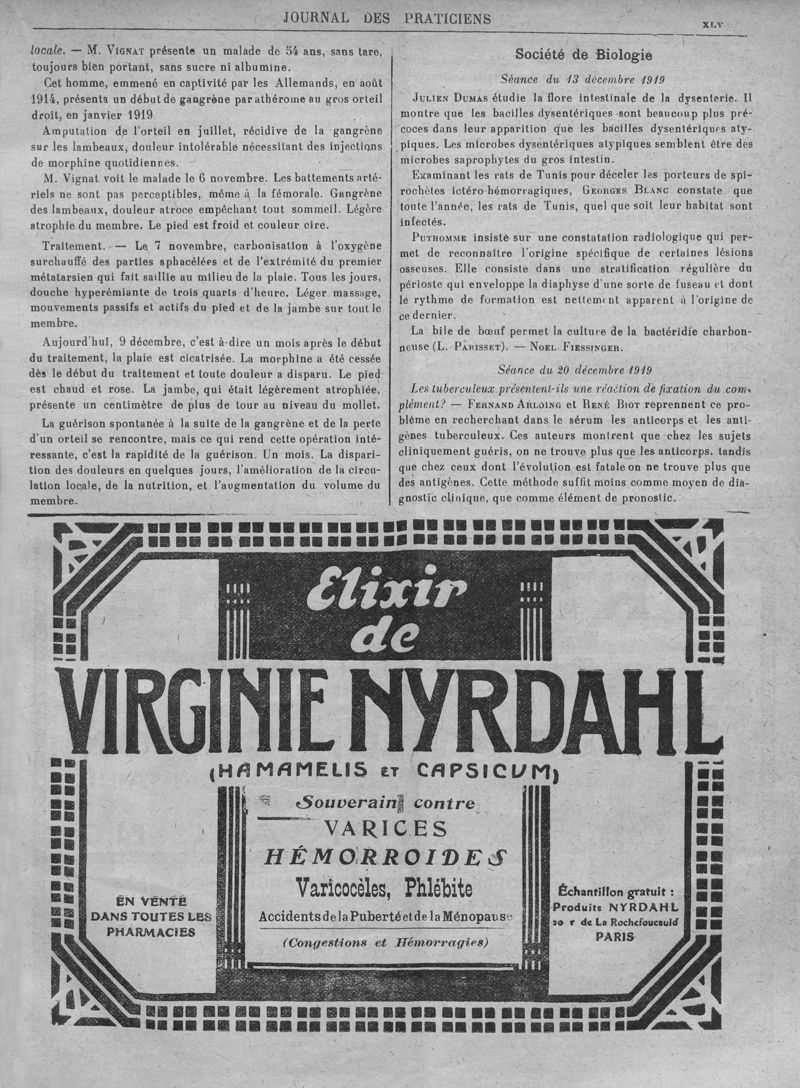 JOURNAL DES PRATICIENS
XLV
locale. — M. VIGNAT présente un malade de 54 ans, sans tare,
toujours bien portant, sans sucre ni albumine.
Cet homme, emmené en captivité par les Allemands, en août
1914, présenta un début de gangrène par athérome au gros orteil
droit, en janvier 1919
Amputation de l'orteil en juillet, récidive de la gangrène
sur les lambeaux, douleur intolérable nécessitant des injections
de morphine quotidiennes.
M. Vignat voit le malade le 6 novembre. Les battements arté-
riels ne sont pas perceptibles, même à la fémorale. Gangrène
des lambeaux, douleur atroce empêchant tout sommeil. Légère
atrophie du membre. Le pied est froid et couleur cire.
Traitement. — Le 7 novembre, carbonisation à l'oxygène
surchauffé des parties sphacélées et de l'extrémité du premier
métatarsien qui fait saillie au milieu de la plaie. Tous les jours,
douche hyperémiante de trois quarts d'heure. Léger massage,
mouvements passifs et actifs du pied et de la jambe sur tout le
membre.
Aujourd'hui, 9 décembre, c'est-à-dire un mois après le début
du traitement, la plaie est cicatrisée. La morphine a été cessée
dès le début du traitement et toute douleur a disparu. Le pied
est chaud et rose. La jambe, qui était légèrement atrophiée,
présente un centimètre de plus de tour au niveau du mollet.
La guérison spontanée à la suite de la gangrène et de la perte
d'un orteil se rencontre, mais ce qui rend cette opération inté-
ressante, c'est la rapidité de la guérison. Un mois. La dispari-
tion des douleurs en quelques jours, l'amélioration de la circu-
lation locale, de la nutrition, et l'augmentation du volume du
membre.
Société de Biologie
Séance du 13 décembre 1919
JULIEN DUMAS étudie la flore intestinale de la dysenterie. Il
montre que les bacilles dysentériques sont beaucoup plus pré-
coces dans leur apparition que les bacilles dysentériques aty-
piques. Les microbes dysentériques atypiques semblent être des
microbes saprophytes du gros intestin.
Examinant les rats de Tunis pour déceler les porteurs de spi-
rochètes ictéro-hémorragiques, GEORGES BLANC constate que
toute l'année, les rats de Tunis, quel que soit leur habitat sont
infectés.
PUTHOMME insiste sur une constatation radiologique qui per-
met de reconnaître l'origine spécifique de certaines lésions
osseuses. Elle consiste dans une stratification régulière du
périoste qui enveloppe la diaphyse d'une sorte de fuseau et dont
le rythme de formation est nettement apparent à l'origine de
ce dernier.
La bile de bœuf permet la culture de la bactéridie charbon-
neuse (L. PARISSET). — NOEL FIESSINGER.
Séance du 20 décembre 1919
Les tuberculeux présentent-ils une réaction de fixation du com-
plément? — FERNAND ARLOING et RENÉ BIOT reprennent ce pro-
blème en recherchant dans le sérum les anticorps et les anti-
gènes tuberculeux. Ces auteurs montrent que chez les sujets
cliniquement guéris, on ne trouve plus que les anticorps, tandis
que chez ceux dont l'évolution est fatale on ne trouve plus que
des antigènes. Cette méthode suffit moins comme moyen de dia-
gnostic clinique, que comme élément de pronostic.
Elixir
de
VIRGINIE NYRDAHL
(HAMAMELIS ET CAPSICUM)
Souverain contre
VARICES
HÉMORROIDES
Varicocèles, Phlébite
Accidents de la Puberté et de la Ménopause
(Congestions et Hémorragies)
EN VENTE
DANS TOUTES LES
PHARMACIES
Échantillon gratuit :
Produits NYRDAHL
20 r de La Rochefoucauld
PARIS